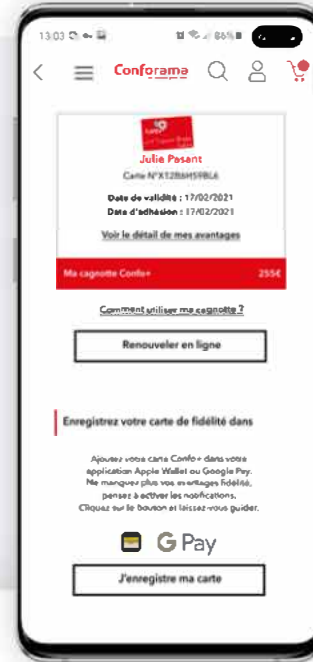 13:03
86%
Conforama
Julie Pasant
Carte N°X12B6H59BL6
Date de validité : 17/02/2021
Date d'adhésion : 17/02/2021
Voir le détail de mes avantages
Ma cagnotte Confo+ 255€
Comment utiliser ma cagnotte ?
Renouveler en ligne
Enregistrez votre carte de fidélité dans
Ajoutez votre carte Confo+ dans votre
application Apple Wallet ou Google Pay.
Ne manquez plus vos avantages fidélité,
pensez à activer les notifications.
Cliquez sur le bouton et laissez-vous guider.
G Pay
J'enregistre ma carte